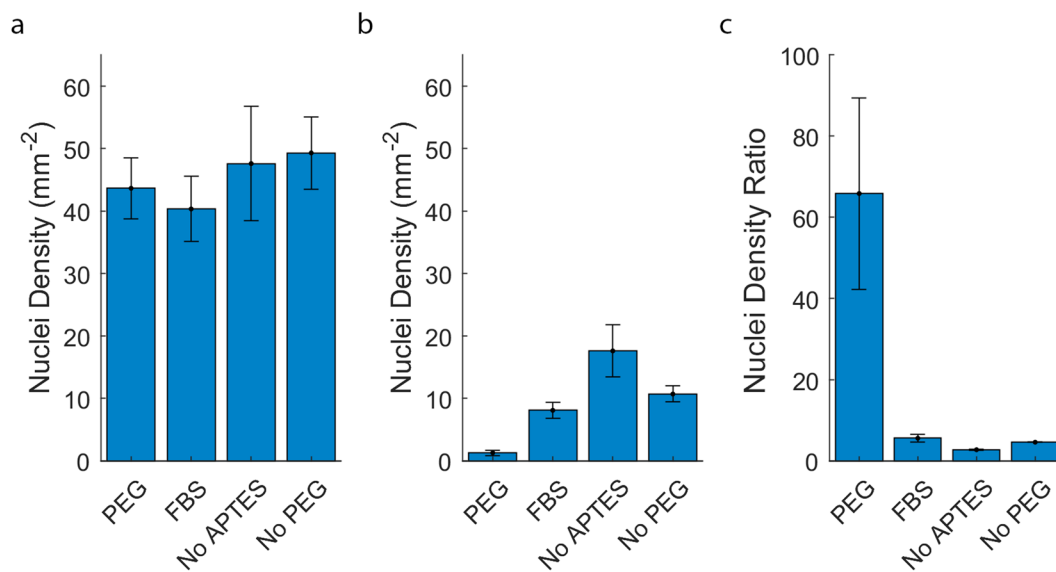 a
Nuclei Density (mm-2)
60
50
40
30
20
10
0
PEG
FBS
No APTES
No PEG
b
Nuclei Density (mm-2)
60
50
40
30
20
10
0
PEG
FBS
No APTES
No PEG
c
Nuclei Density Ratio
100
80
60
40
20
0
PEG
FBS
No APTES
No PEG